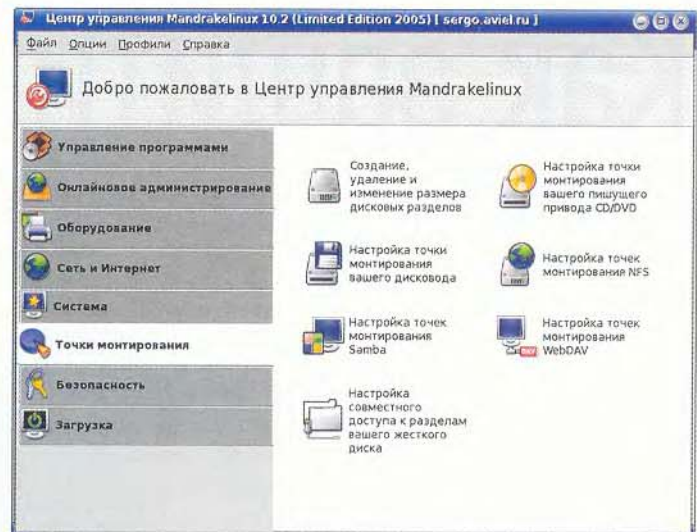 Центр управления Mandrakelinux 10.2 (Limited Edition 2005) [ sergo.aviel.ru ]
Файл Опции Профили Справка
Добро пожаловать в Центр управления Mandrakelinux
Управление программами
Онлайновое администрирование
Оборудование
Сеть и Интернет
Система
Точки монтирования
Безопасность
Загрузка
Создание,
удаление и
изменение размера
дисковых разделов
Настройка точки
монтирования
вашего пишущего
привода CD/DVD
Настройка точки
монтирования
вашего дисковода
Настройка точек
монтирования NFS
Настройка точек
монтирования
Samba
Настройка точек
монтирования
WebDAV
Настройка
совместного
доступа к разделам
вашего жесткого
диска